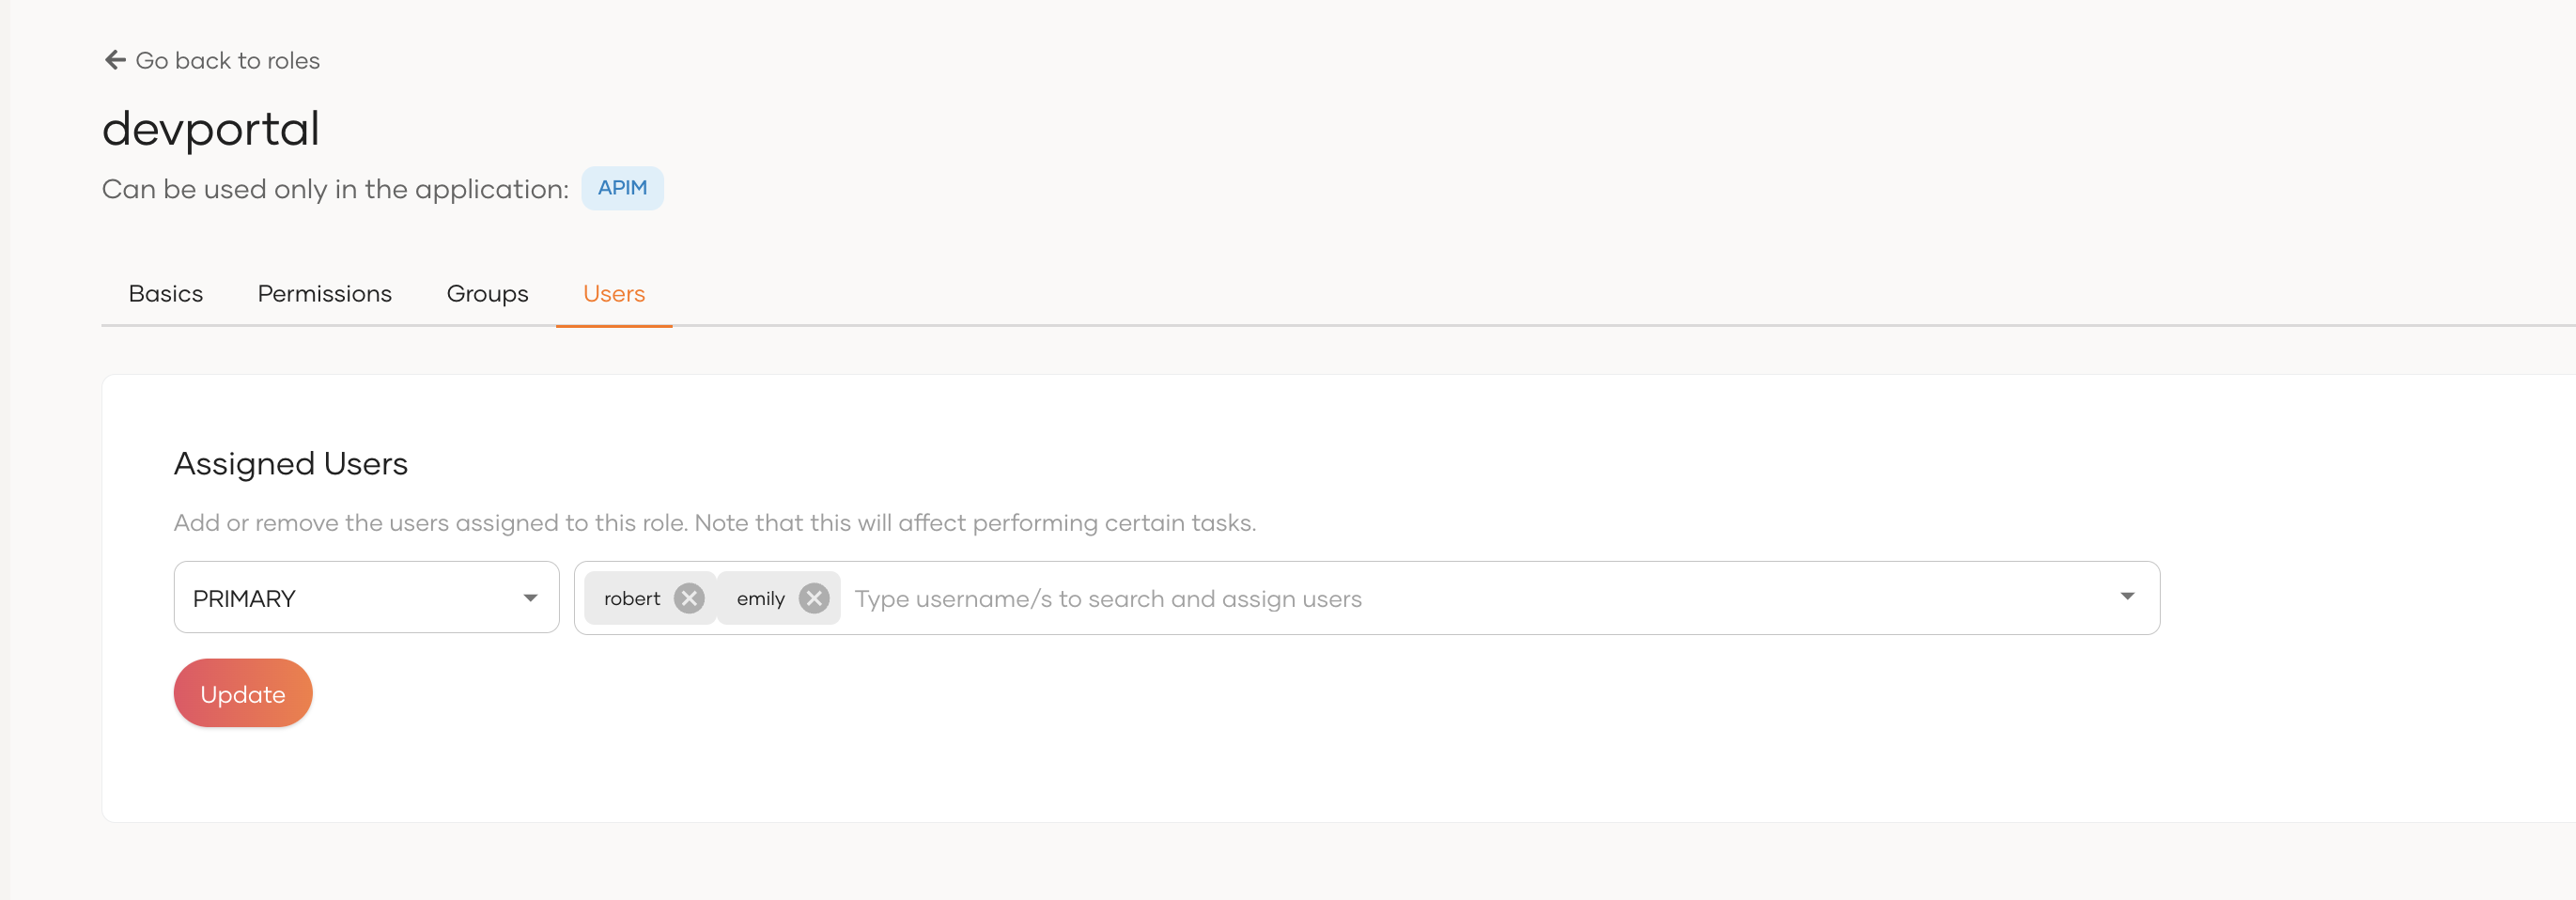 Go back to roles
devportal
Can be used only in the application: APIM
Basics Permissions Groups Users
Assigned Users
Add or remove the users assigned to this role. Note that this will affect performing certain tasks.
PRIMARY robert emily Type username/s to search and assign users
Update